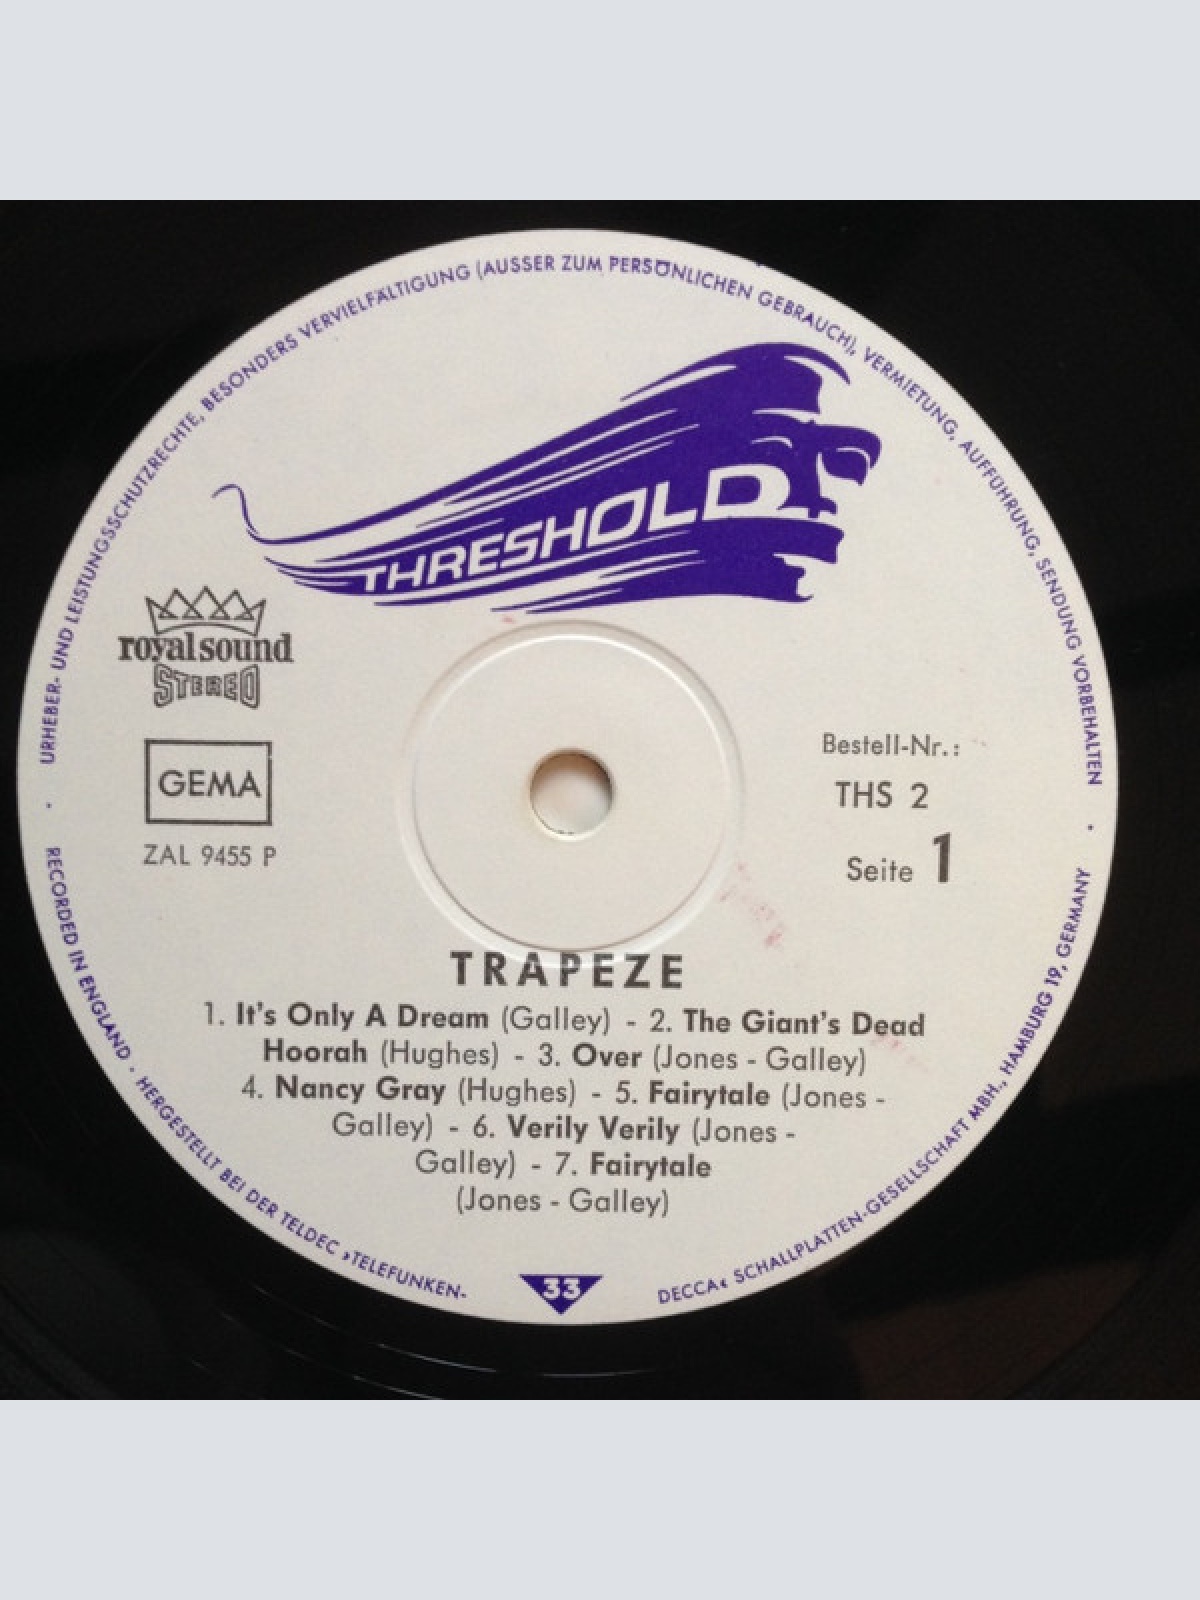 URHEBER- UND LEISTUNGSSCHUTZRECHTE, BESONDERS VERVIELFÄLTIGUNG (AUSSER ZUM PERSÖNLICHEN GEBRAUCH), VERMIETUNG, AUFFÜHRUNG, SENDUNG VORBEHALTEN
THRESHOLD
royal sound
STEREO
GEMA
ZAL 9455 P
Bestell-Nr.:
THS 2
Seite 1
TRAPEZE
1. It's Only A Dream (Galley) - 2. The Giant's Dead
Hoorah (Hughes) - 3. Over (Jones - Galley)
4. Nancy Gray (Hughes) - 5. Fairytale (Jones -
Galley) - 6. Verily Verily (Jones -
Galley) - 7. Fairytale
(Jones - Galley)
RECORDED IN ENGLAND · HERGESTELLT BEI DER TELDEC »TELEFUNKEN-
33
DECCA« SCHALLPLATTEN-GESELLSCHAFT MBH., HAMBURG 19, GERMANY